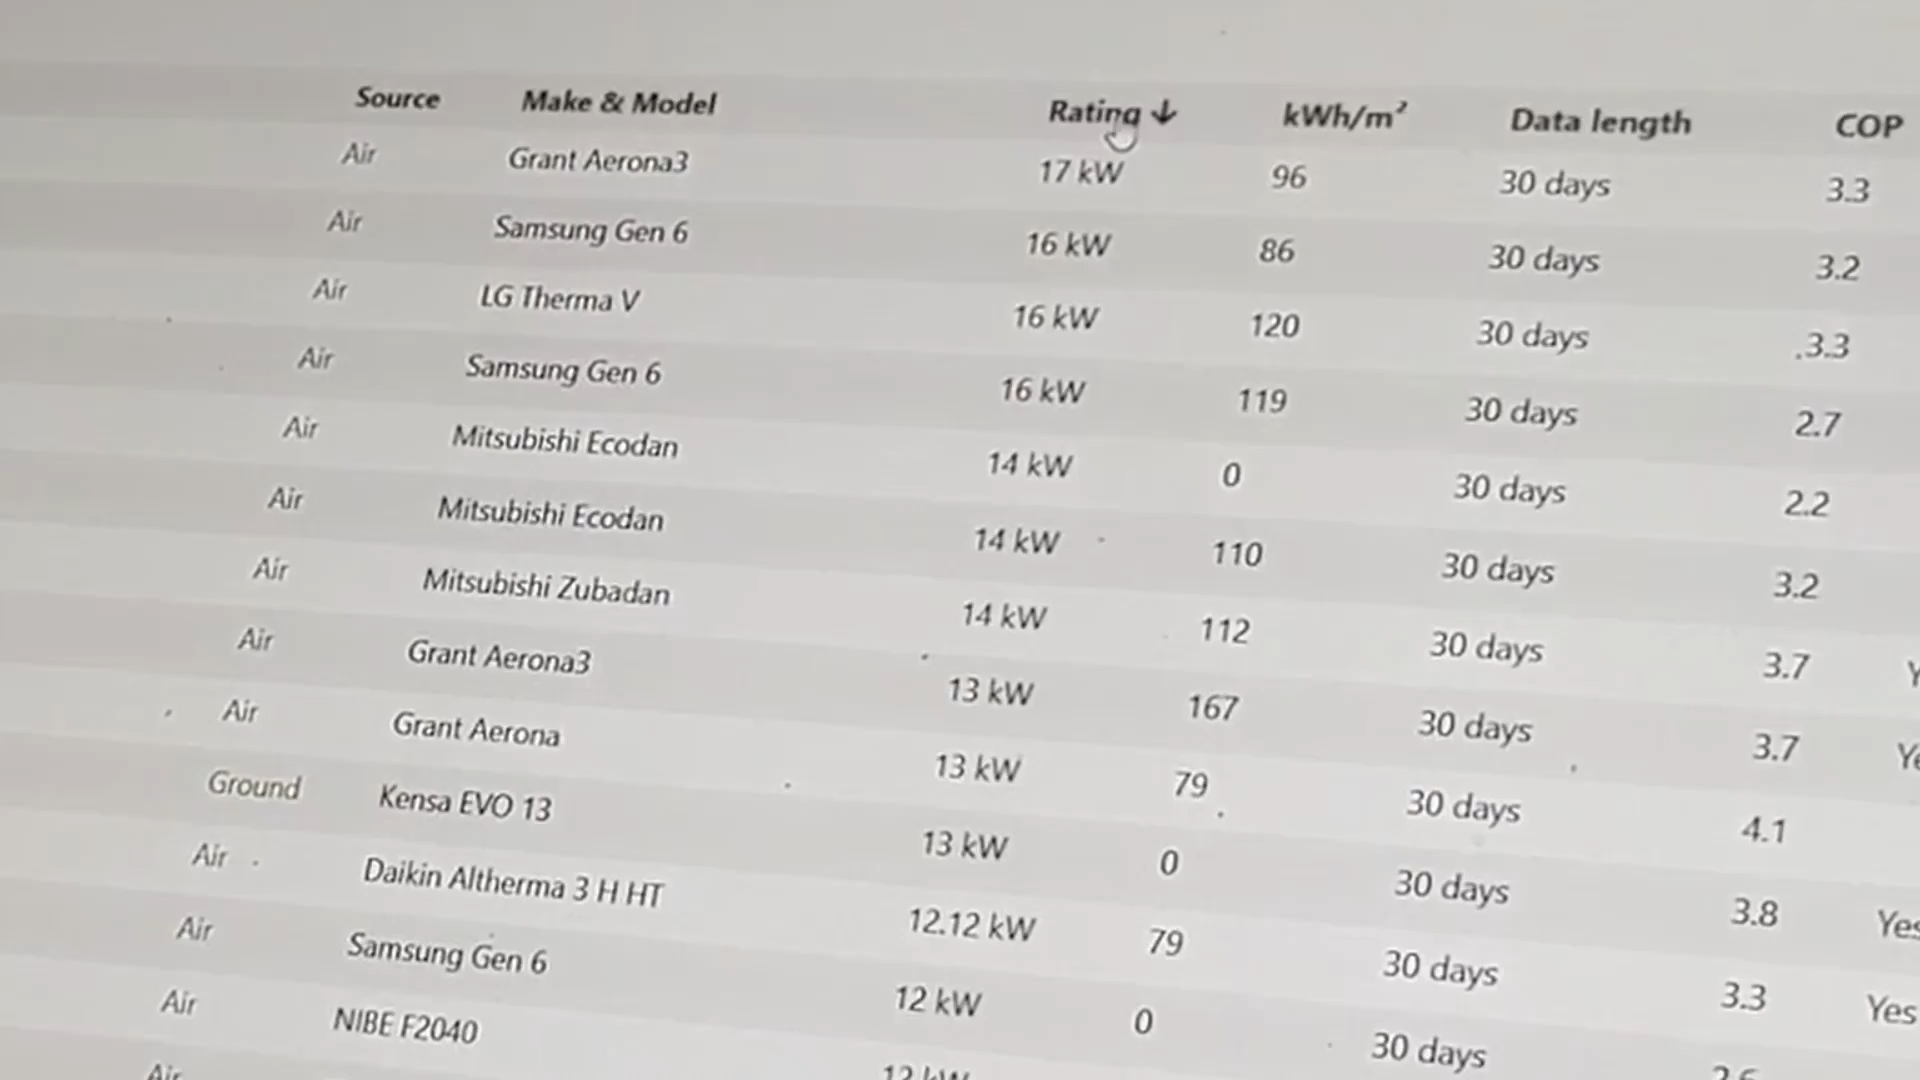 Source Make & Model Rating ↓ kWh/m² Data length COP
Air Grant Aerona3 17 kW 96 30 days 3.3
Air Samsung Gen 6 16 kW 86 30 days 3.2
Air LG Therma V 16 kW 120 30 days 3.3
Air Samsung Gen 6 16 kW 119 30 days 2.7
Air Mitsubishi Ecodan 14 kW 0 30 days 2.2
Air Mitsubishi Ecodan 14 kW 110 30 days 3.2
Air Mitsubishi Zubadan 14 kW 112 30 days 3.7 Y
Air Grant Aerona3 13 kW 167 30 days 3.7 Ye
Air Grant Aerona 13 kW 79 30 days 4.1
Ground Kensa EVO 13 13 kW 0 30 days 3.8 Yes
Air Daikin Altherma 3 H HT 12.12 kW 79 30 days 3.3 Yes
Air Samsung Gen 6 12 kW 0 30 days
Air NIBE F2040 12 kW
Air